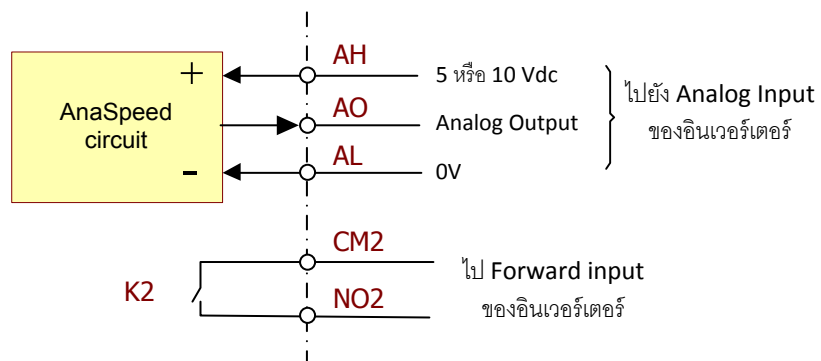 AnaSpeed
circuit
+
-
AH
AO
AL
5 หรือ 10 Vdc
Analog Output
0V
ไปยัง Analog Input
ของอินเวอร์เตอร์
K2
CM2
NO2
ไป Forward input
ของอินเวอร์เตอร์